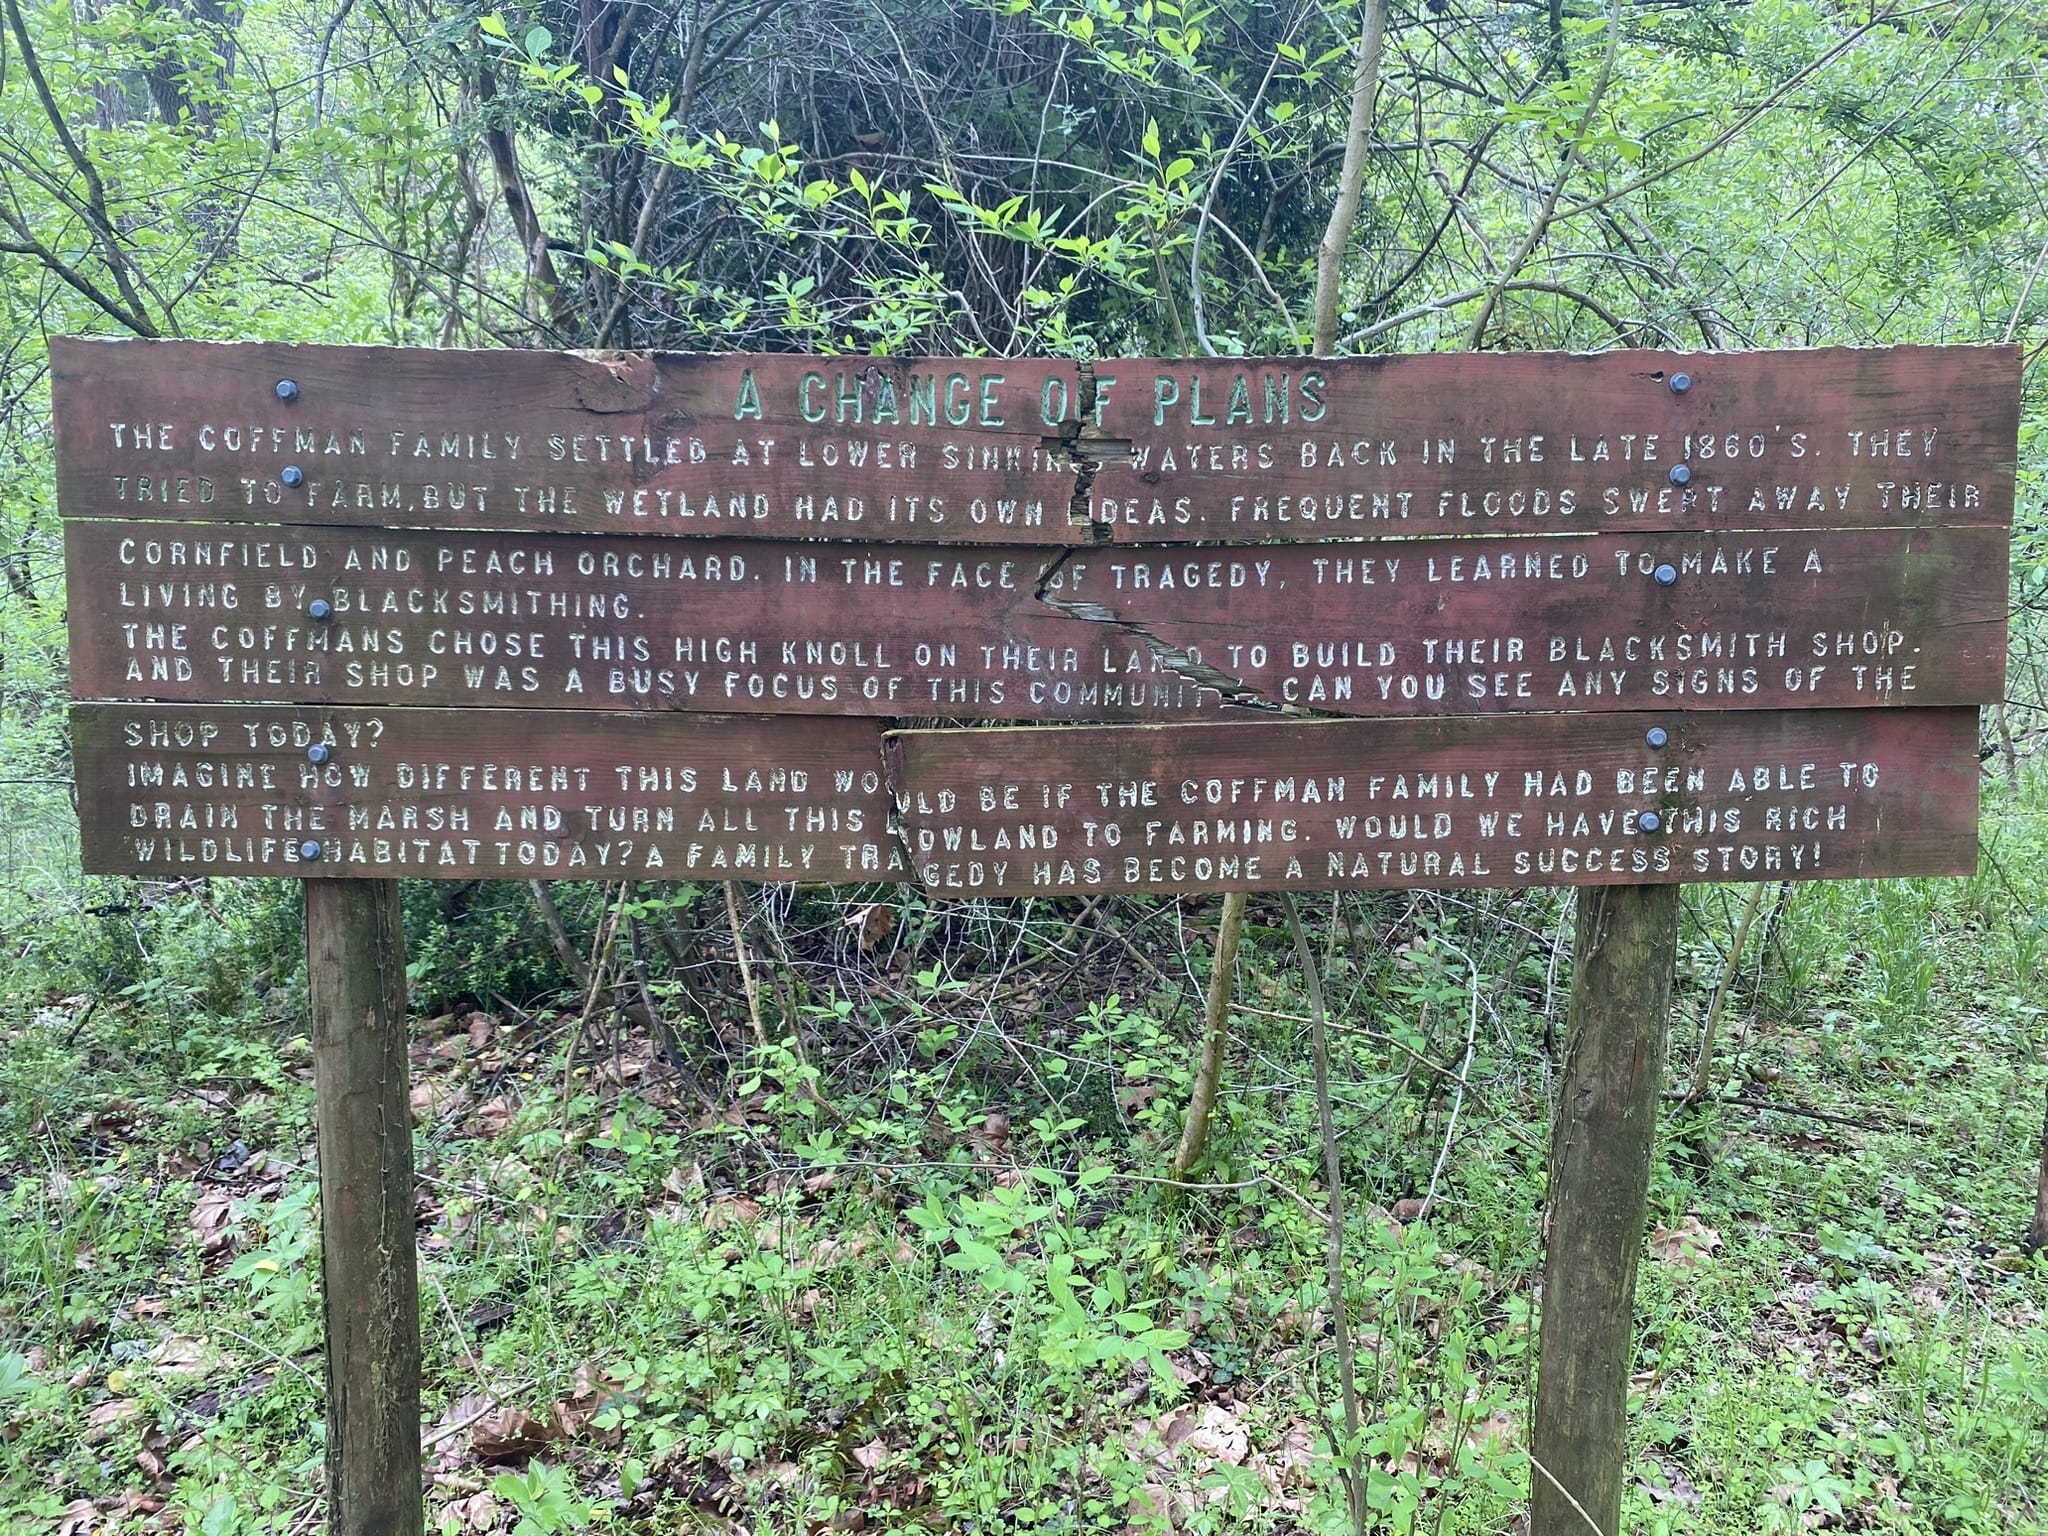 A CHANGE OF PLANS
THE COFFMAN FAMILY SETTLED AT LOWER SINKING WATERS BACK IN THE LATE 1860'S. THEY
TRIED TO FARM, BUT THE WETLAND HAD ITS OWN IDEAS. FREQUENT FLOODS SWEPT AWAY THEIR
CORNFIELD AND PEACH ORCHARD. IN THE FACE OF TRAGEDY, THEY LEARNED TO MAKE A
LIVING BY BLACKSMITHING.
THE COFFMANS CHOSE THIS HIGH KNOLL ON THEIR LAND TO BUILD THEIR BLACKSMITH SHOP.
AND THEIR SHOP WAS A BUSY FOCUS OF THIS COMMUNITY. CAN YOU SEE ANY SIGNS OF THE
SHOP TODAY?
IMAGINE HOW DIFFERENT THIS LAND WOULD BE IF THE COFFMAN FAMILY HAD BEEN ABLE TO
DRAIN THE MARSH AND TURN ALL THIS LOWLAND TO FARMING. WOULD WE HAVE THIS RICH
WILDLIFE HABITAT TODAY? A FAMILY TRAGEDY HAS BECOME A NATURAL SUCCESS STORY!